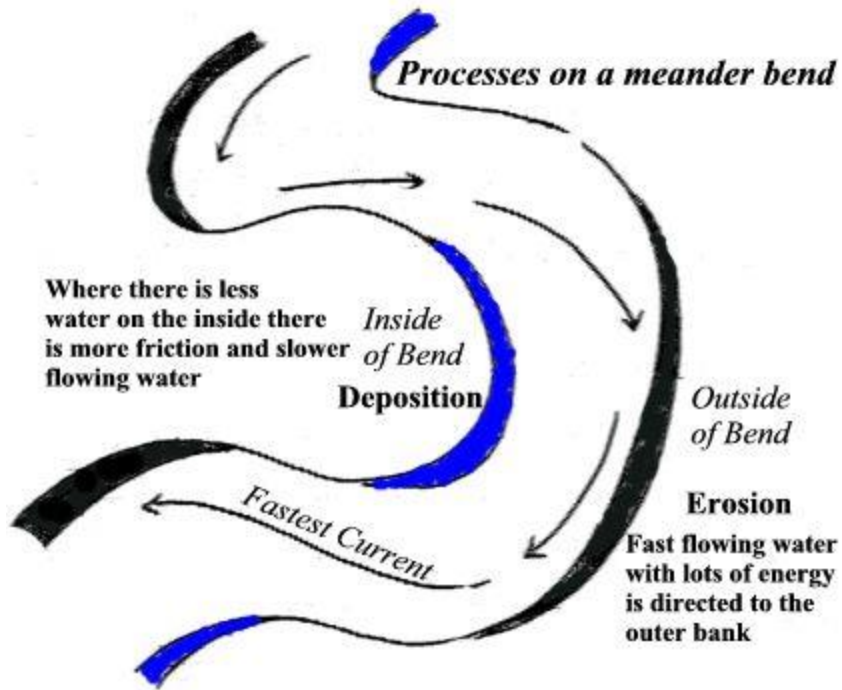 Processes on a meander bend
Where there is less
water on the inside there
is more friction and slower
flowing water
Inside
of Bend
Deposition
Outside
of Bend
Erosion
Fast flowing water
with lots of energy
is directed to the
outer bank
Fastest Current